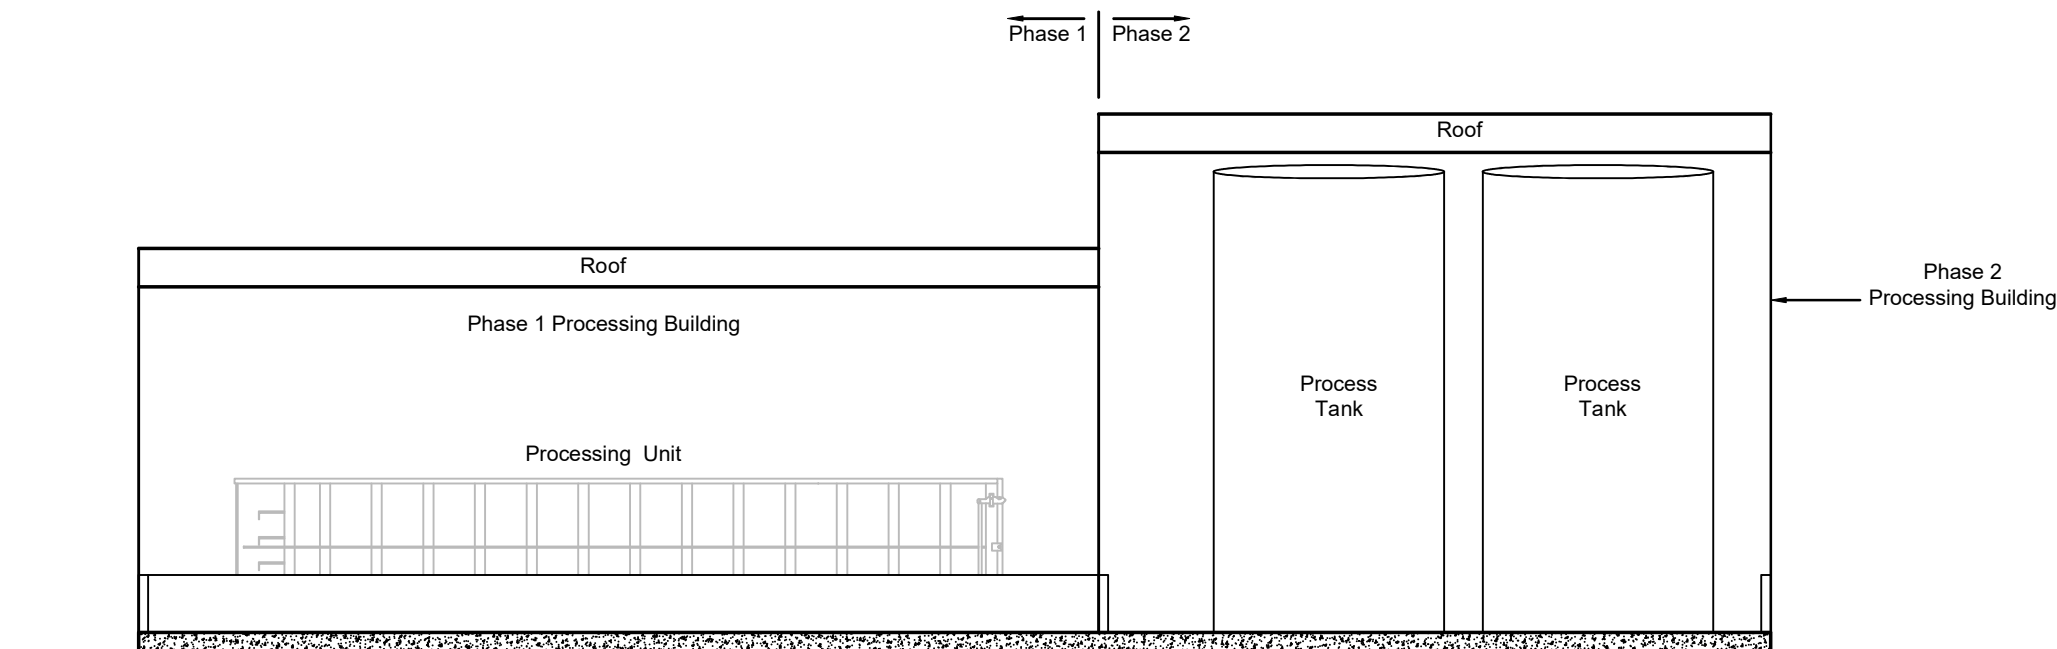 Phase 1
Phase 2
Roof
Roof
Phase 1 Processing Building
Phase 2
Processing Building
Process
Tank
Process
Tank
Processing Unit